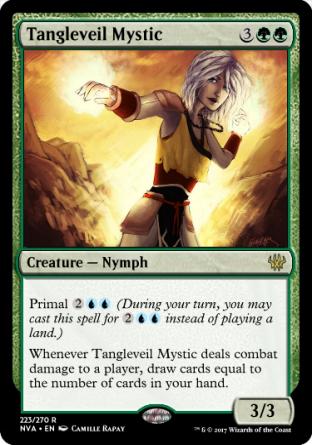 Tangleveil Mystic 3
Creature — Nymph
Primal 2 (During your turn, you may
cast this spell for 2 instead of playing a
land.)
Whenever Tangleveil Mystic deals combat
damage to a player, draw cards equal to
the number of cards in your hand.
3/3
223/270 R
NVA • EN CAMILLE RAPAY
™ & © 2017 Wizards of the Coast